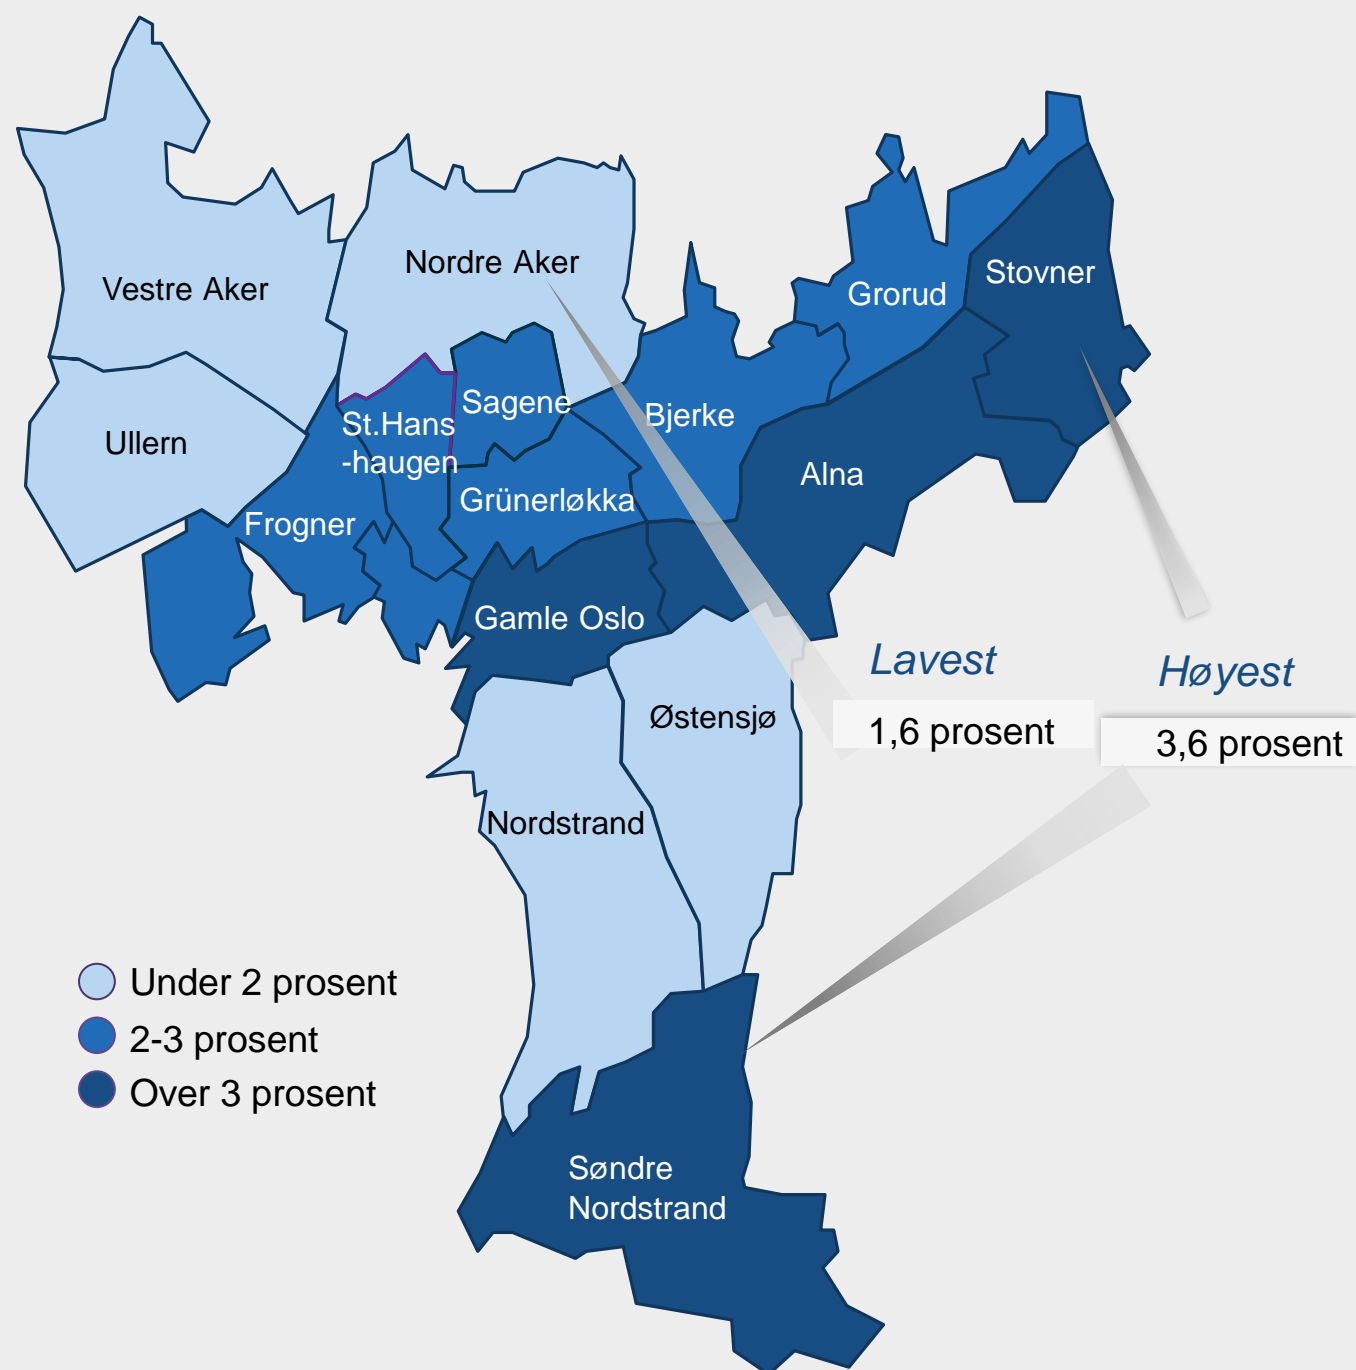 Nordre Aker
Vestre Aker
Stovner
Grorud
Sagene
Bjerke
St.Hans
-haugen
Ullern
Alna
Grünerløkka
Frogner
Gamle Oslo
Østensjø
Nordstrand
Søndre
Nordstrand
Lavest
1,6 prosent
Høyest
3,6 prosent
Under 2 prosent
2-3 prosent
Over 3 prosent